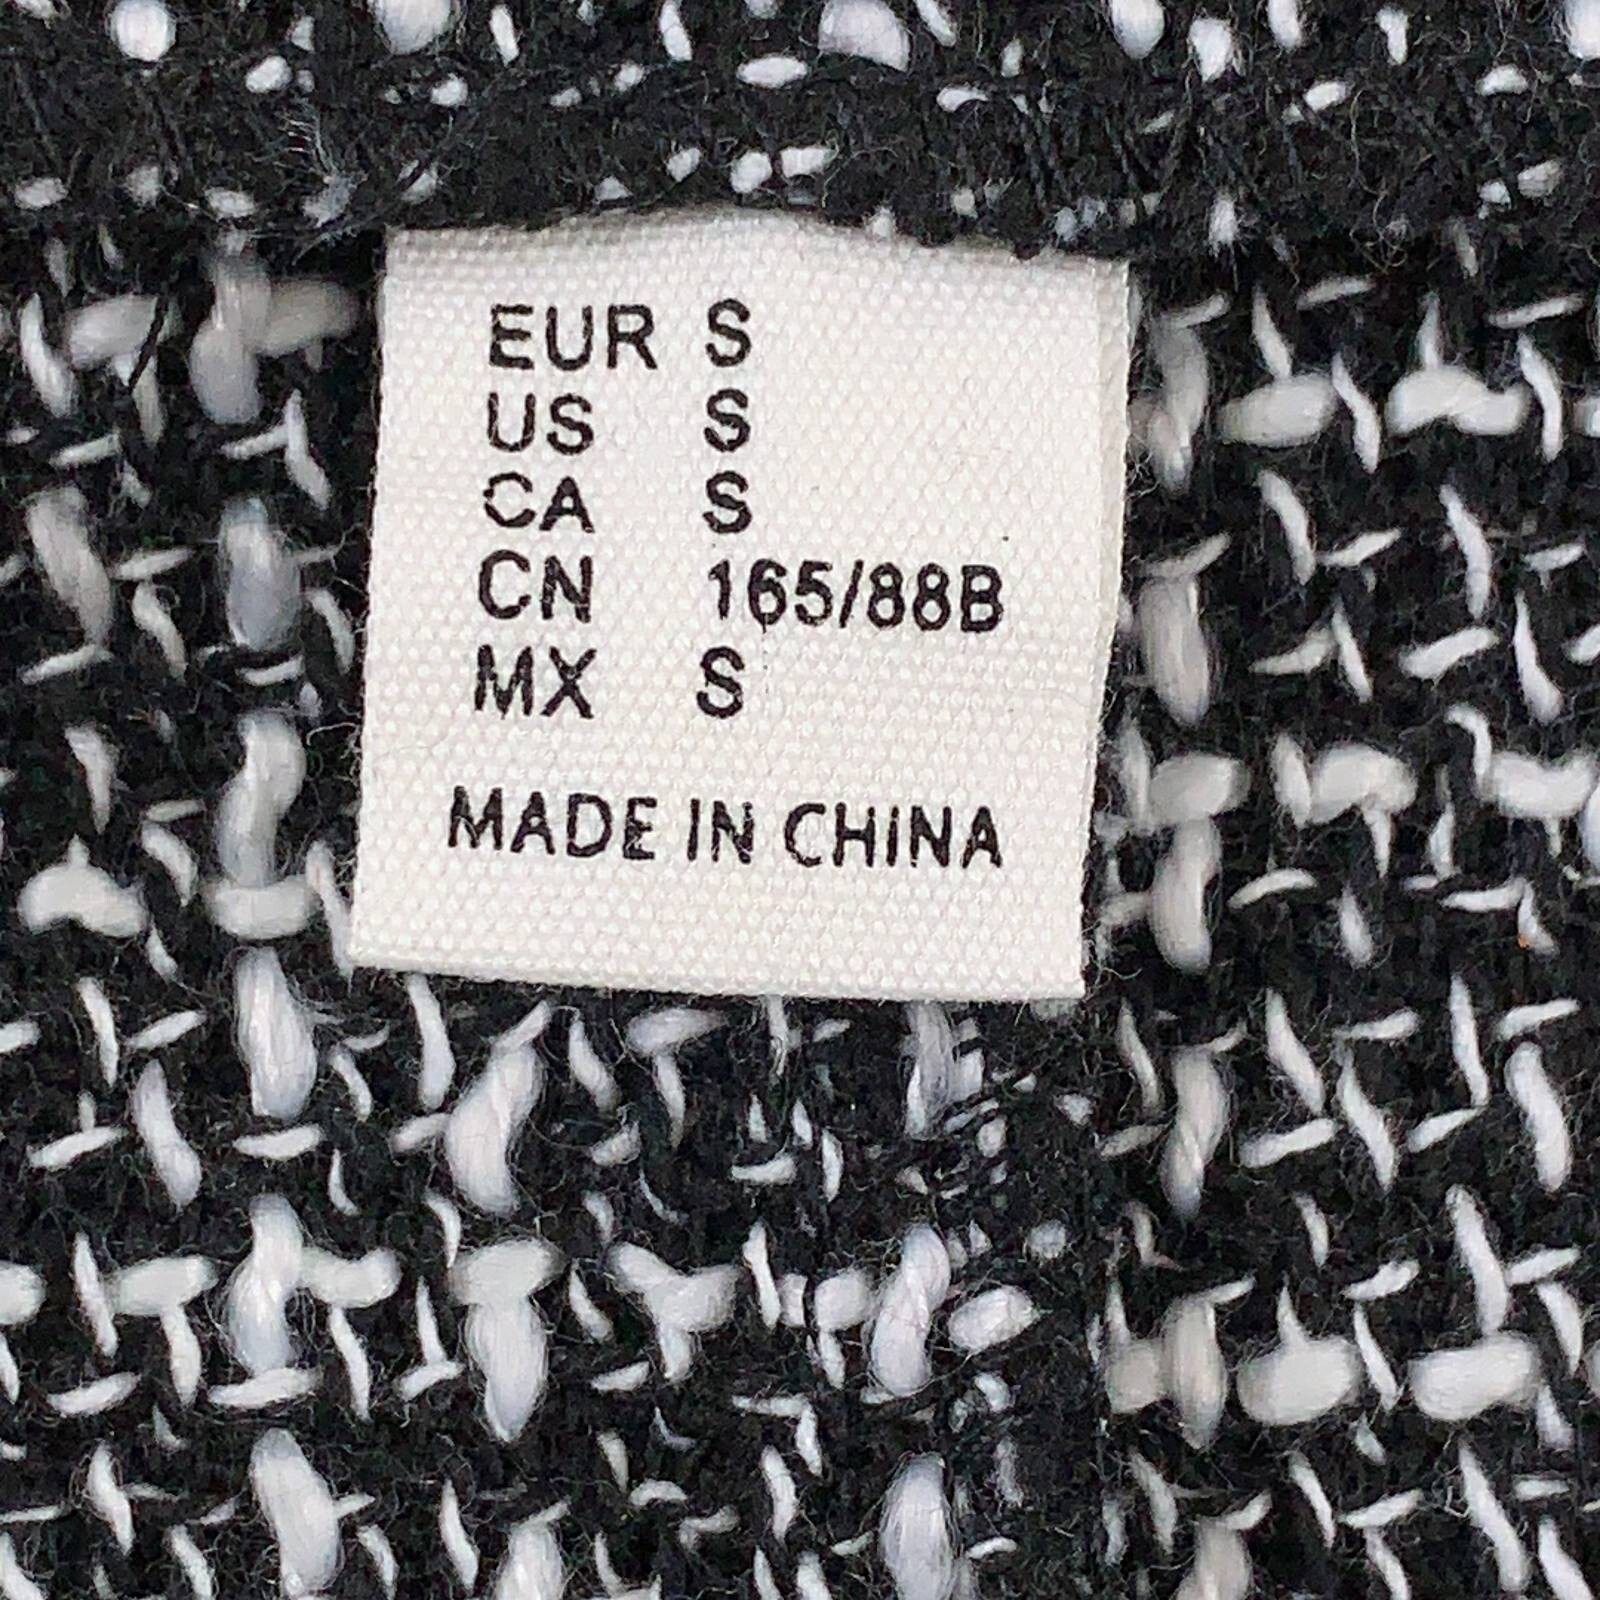 EUR S
US S
CA S
CN 165/88B
MX S
MADE IN CHINA